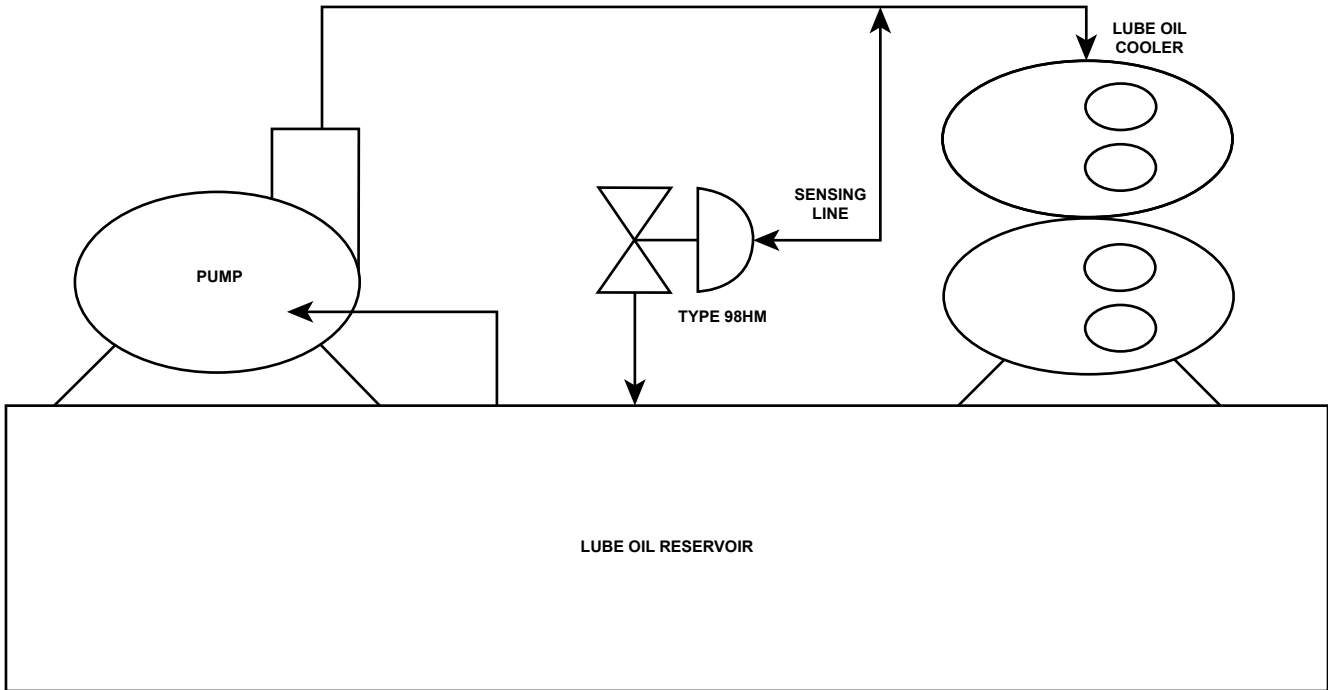 LUBE OIL
COOLER
SENSING
LINE
PUMP
TYPE 98HM
LUBE OIL RESERVOIR